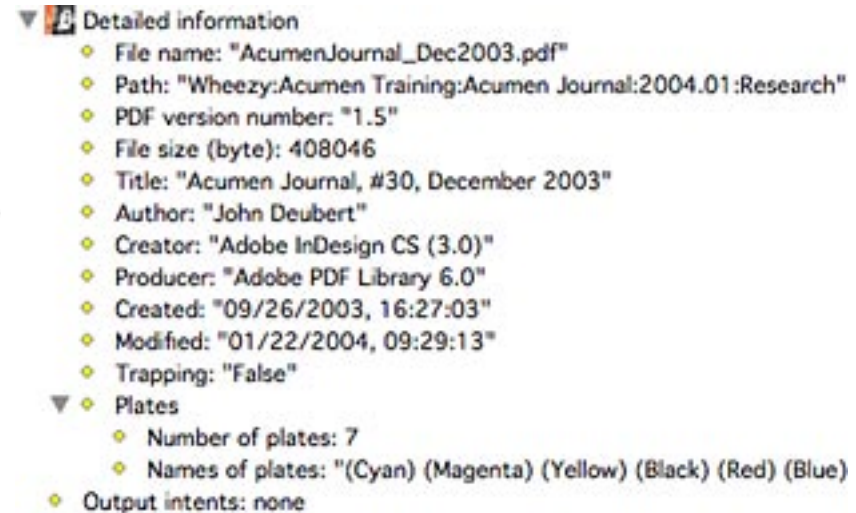 Detailed information
File name: "AcumenJournal_Dec2003.pdf"
Path: "Wheezy:Acumen Training:Acumen Journal:2004.01:Research"
PDF version number: "1.5"
File size (byte): 408046
Title: "Acumen Journal, #30, December 2003"
Author: "John Deubert"
Creator: "Adobe InDesign CS (3.0)"
Producer: "Adobe PDF Library 6.0"
Created: "09/26/2003, 16:27:03"
Modified: "01/22/2004, 09:29:13"
Trapping: "False"
Plates
Number of plates: 7
Names of plates: "(Cyan) (Magenta) (Yellow) (Black) (Red) (Blue)
Output intents: none